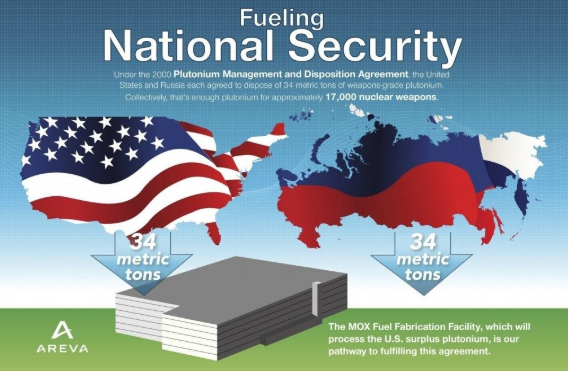 Fueling
National Security
Under the 2000 Plutonium Management and Disposition Agreement, the United
States and Russia each agreed to dispose of 34 metric tons of weapons-grade plutonium.
Collectively, that's enough plutonium for approximately 17,000 nuclear weapons.
34
metric
tons
34
metric
tons
The MOX Fuel Fabrication Facility, which will
process the U.S. surplus plutonium, is our
pathway to fulfilling this agreement.
A
AREVA